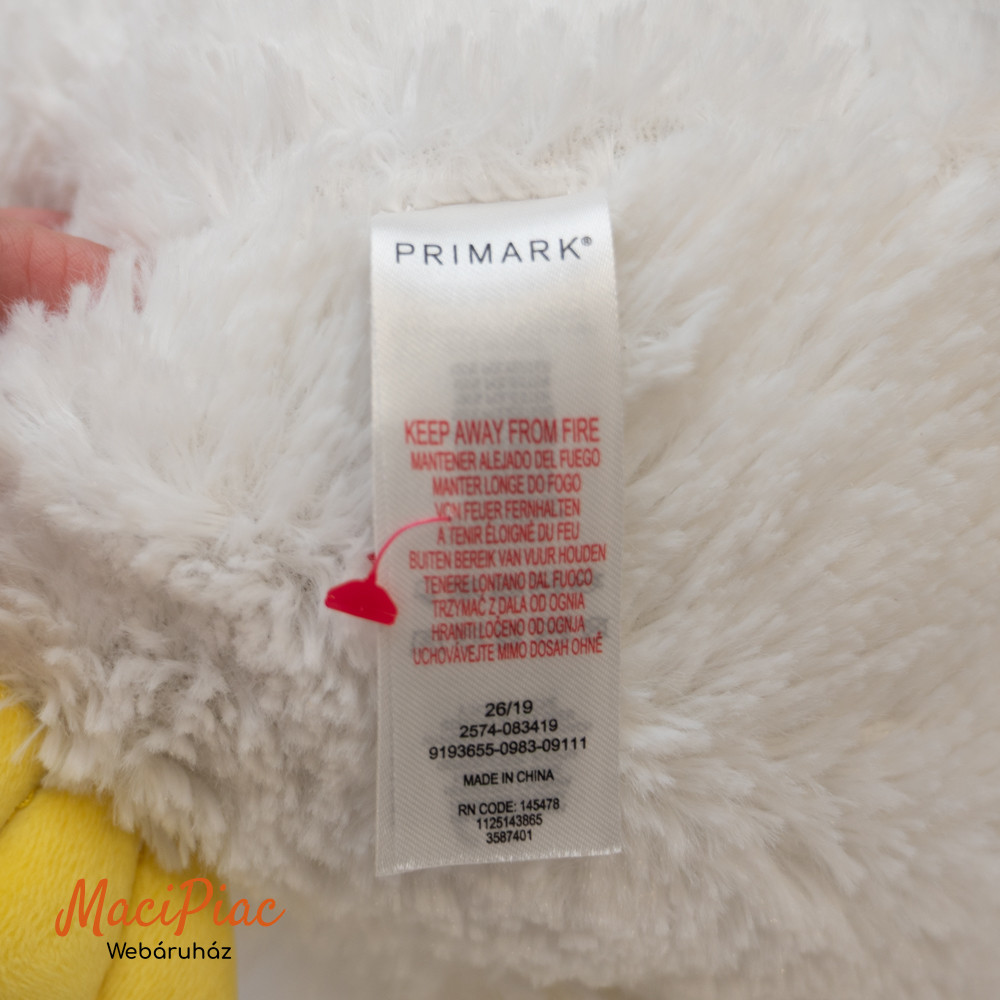 PRIMARK®
KEEP AWAY FROM FIRE
MANTENER ALEJADO DEL FUEGO
MANTER LONGE DO FOGO
VON FEUER FERNHALTEN
A TENIR ÉLOIGNÉ DU FEU
BUITEN BEREIK VAN VUUR HOUDEN
TENERE LONTANO DAL FUOCO
TRZYMAĆ Z DALA OD OGNIA
HRANITI LOČENO OD OGNJA
UCHOVÁVEJTE MIMO DOSAH OHNĚ
26/19
2574-083419
9193655-0983-09111
MADE IN CHINA
RN CODE: 145478
1125143865
3587401
MaciPiac
Webáruház